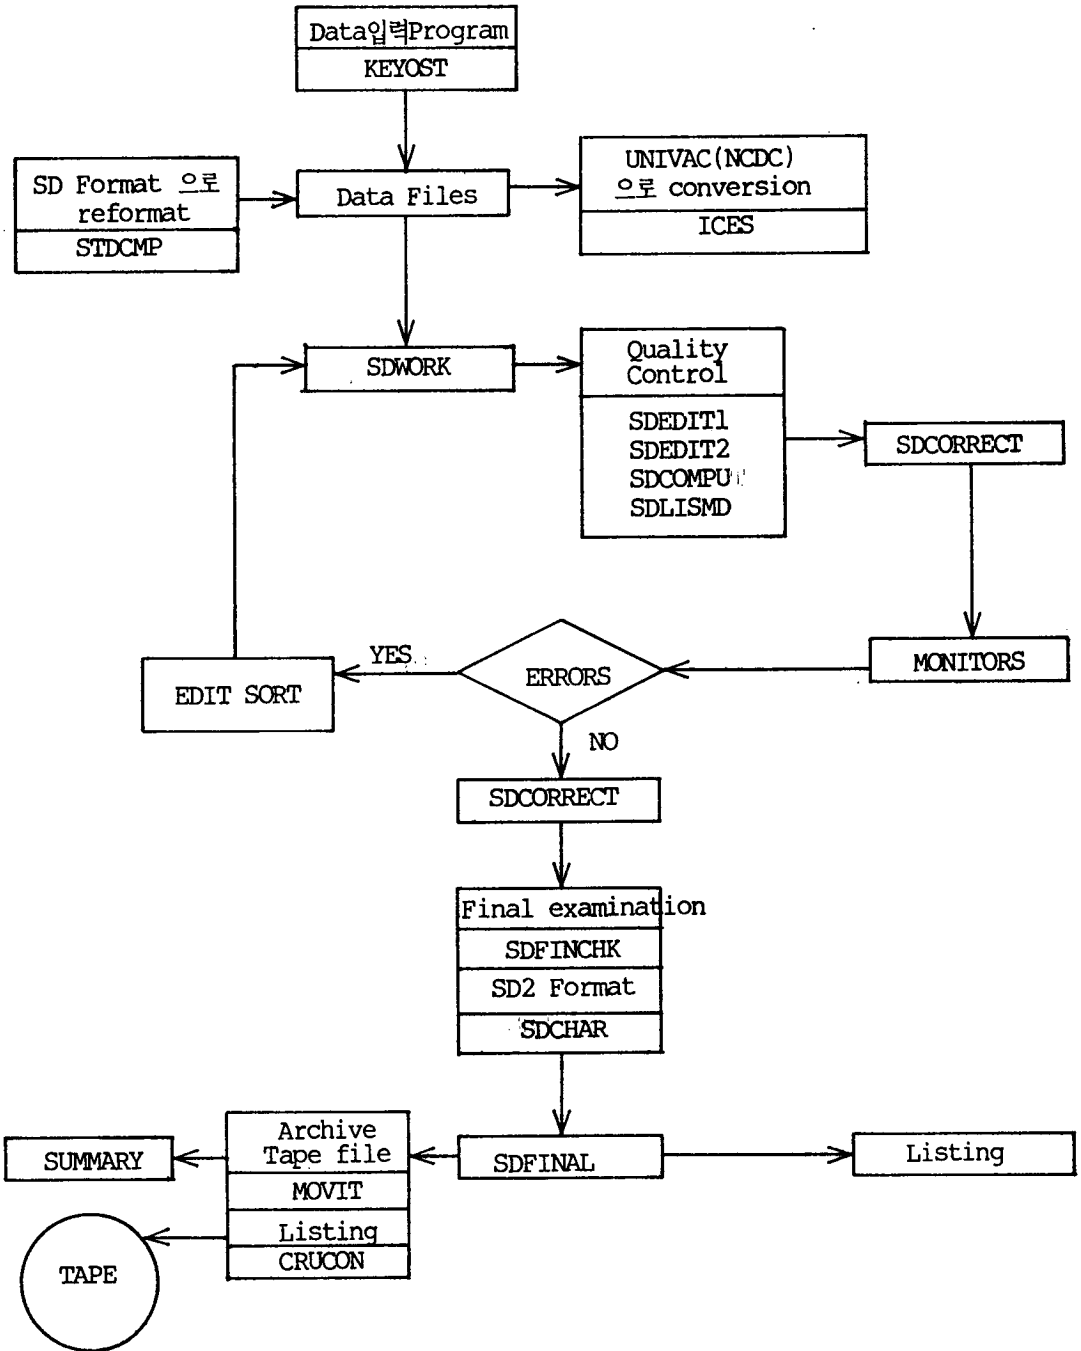 Data입력Program
KEYOST
SD Format 으로
reformat
STDCMP
Data Files
UNIVAC(NCDC)
으로 conversion
ICES
SDWORK
Quality
Control
SDEDIT1
SDEDIT2
SDCOMPU
SDLISMD
SDCORRECT
MONITORS
ERRORS
YES
EDIT SORT
NO
SDCORRECT
Final examination
SDFINCHK
SD2 Format
SDCHAR
SDFINAL
Listing
Archive
Tape file
MOVIT
Listing
CRUCON
SUMMARY
TAPE